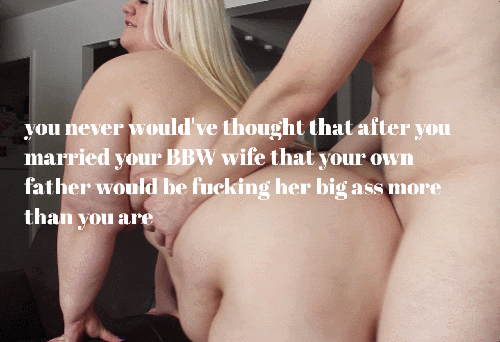 you never would've thought that after you
married your BBW wife that your own
father would be fucking her big ass more
than you are